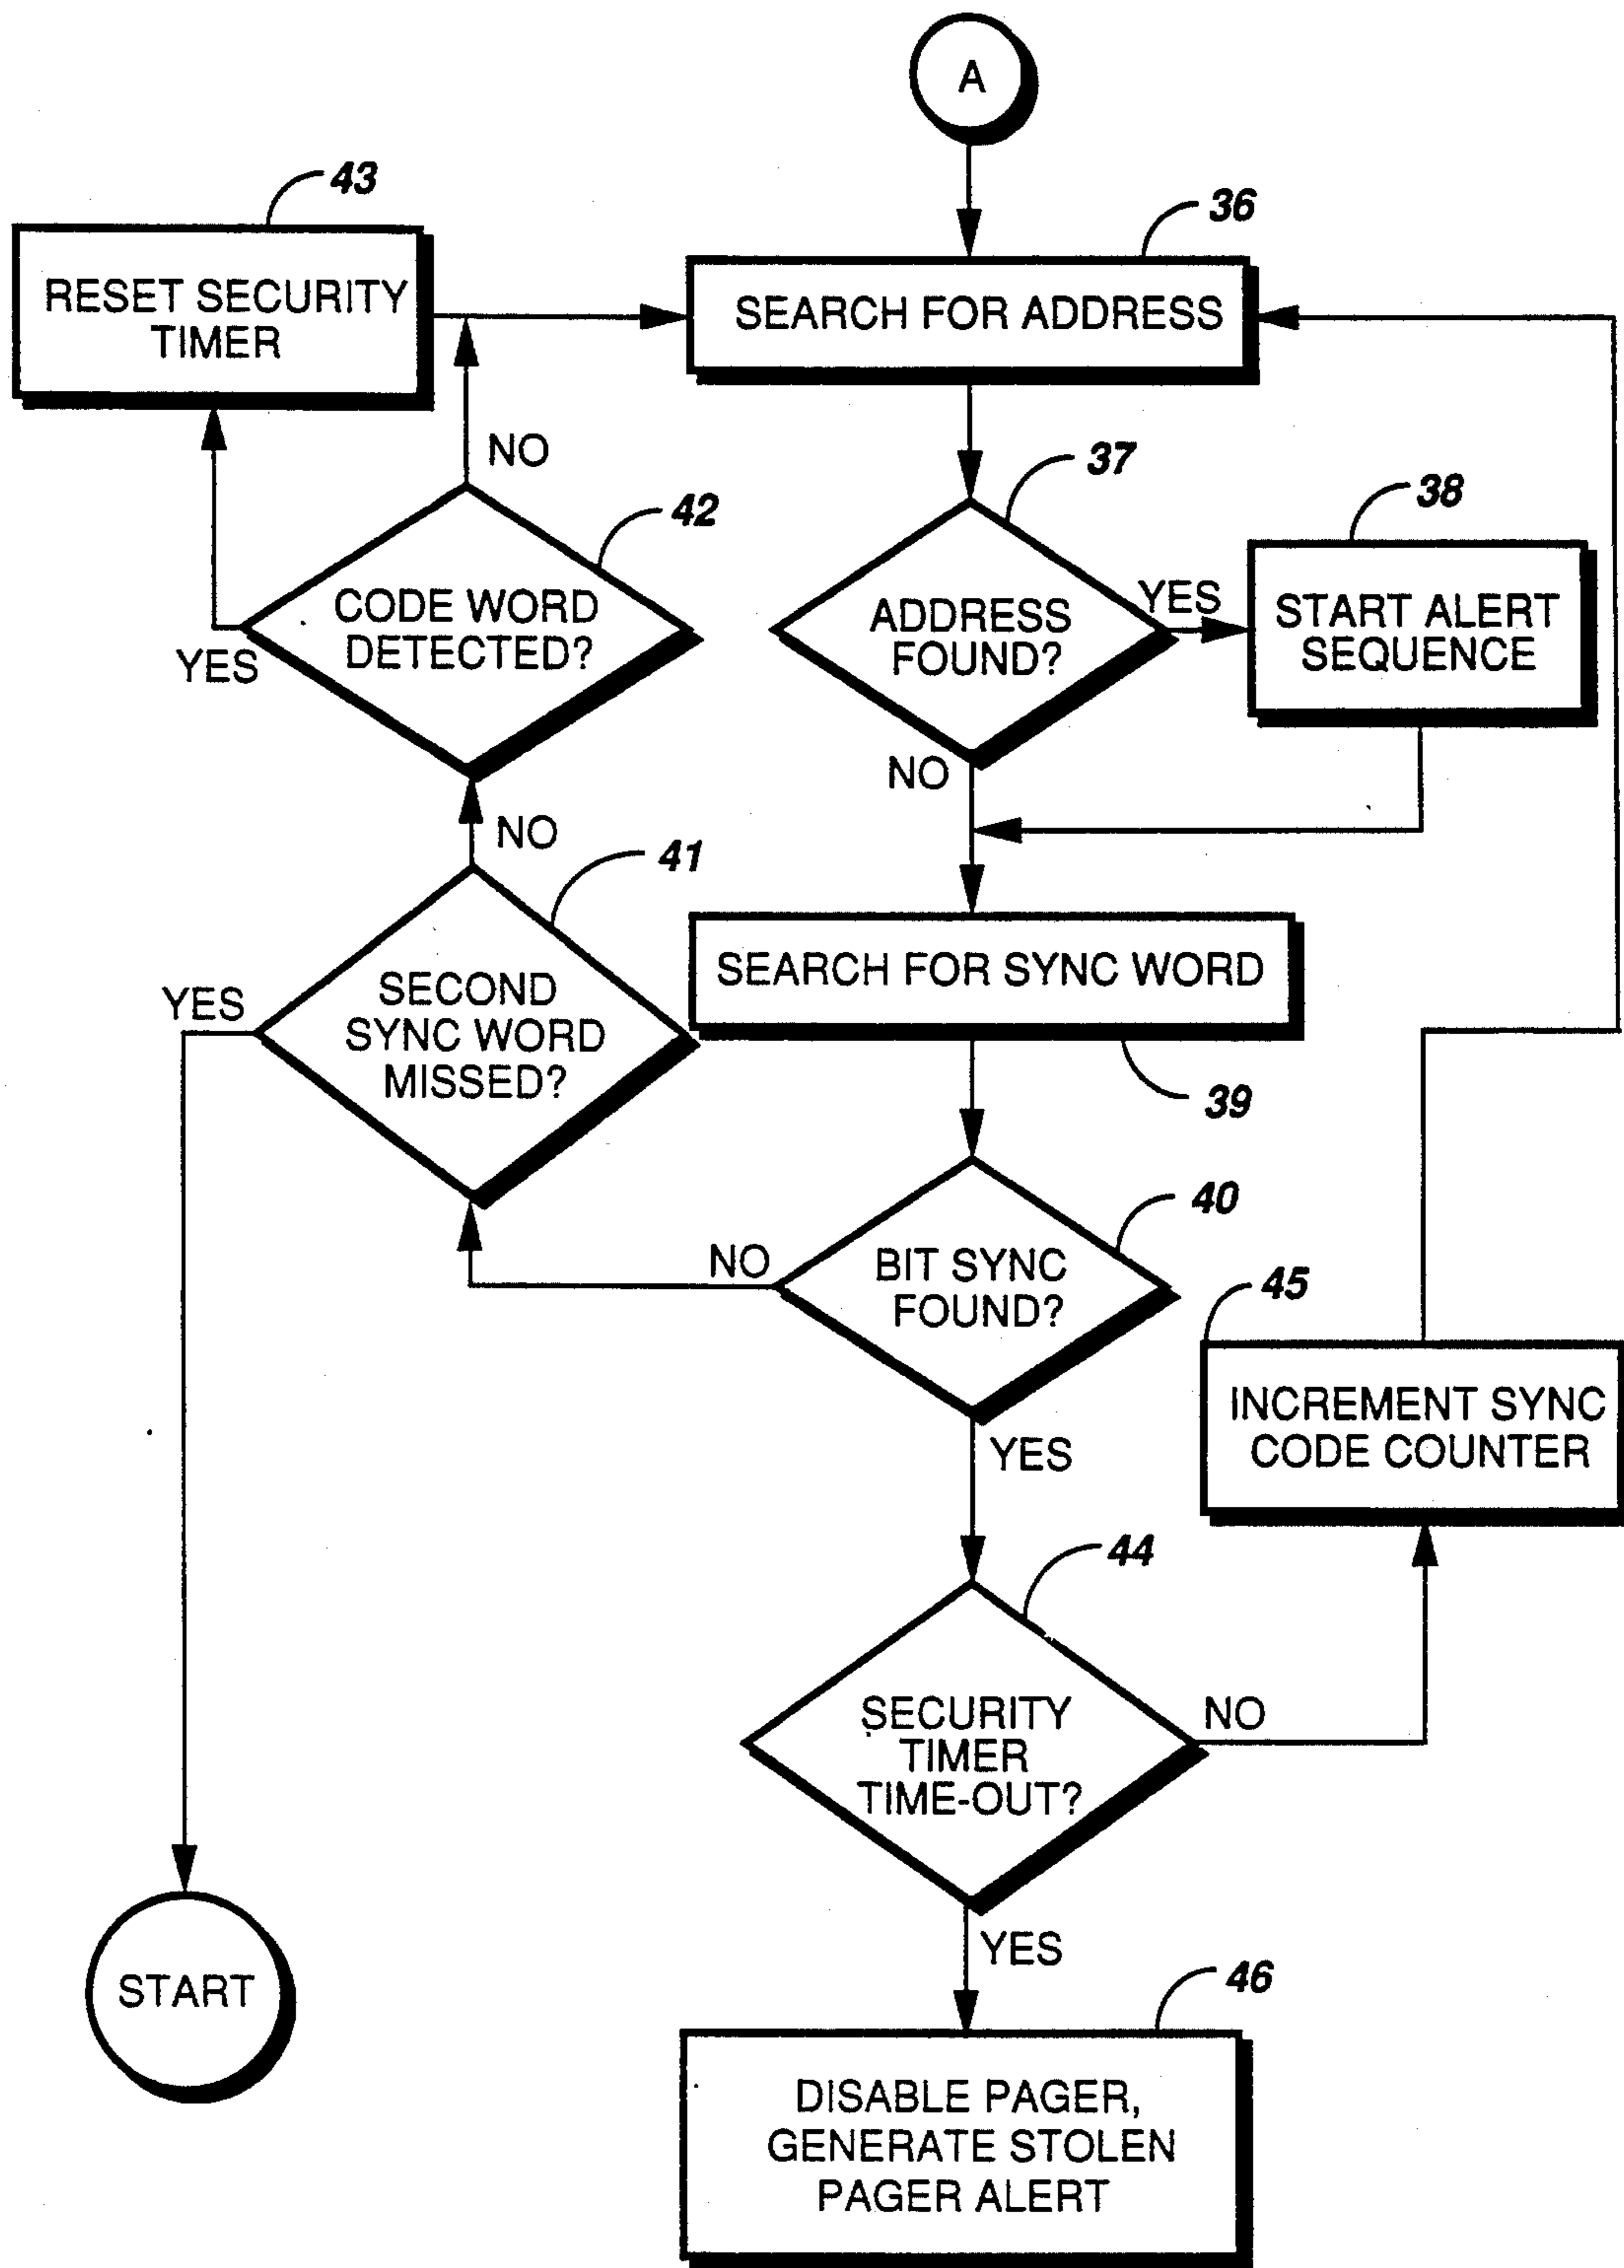 A
43
36
RESET SECURITY
TIMER
SEARCH FOR ADDRESS
NO
37
38
42
CODE WORD
DETECTED?
YES
ADDRESS
FOUND?
YES
START ALERT
SEQUENCE
NO
NO
41
SECOND
SYNC WORD
MISSED?
YES
SEARCH FOR SYNC WORD
39
40
NO
BIT SYNC
FOUND?
45
INCREMENT SYNC
CODE COUNTER
YES
44
SECURITY
TIMER
TIME-OUT?
NO
YES
46
START
DISABLE PAGER,
GENERATE STOLEN
PAGER ALERT